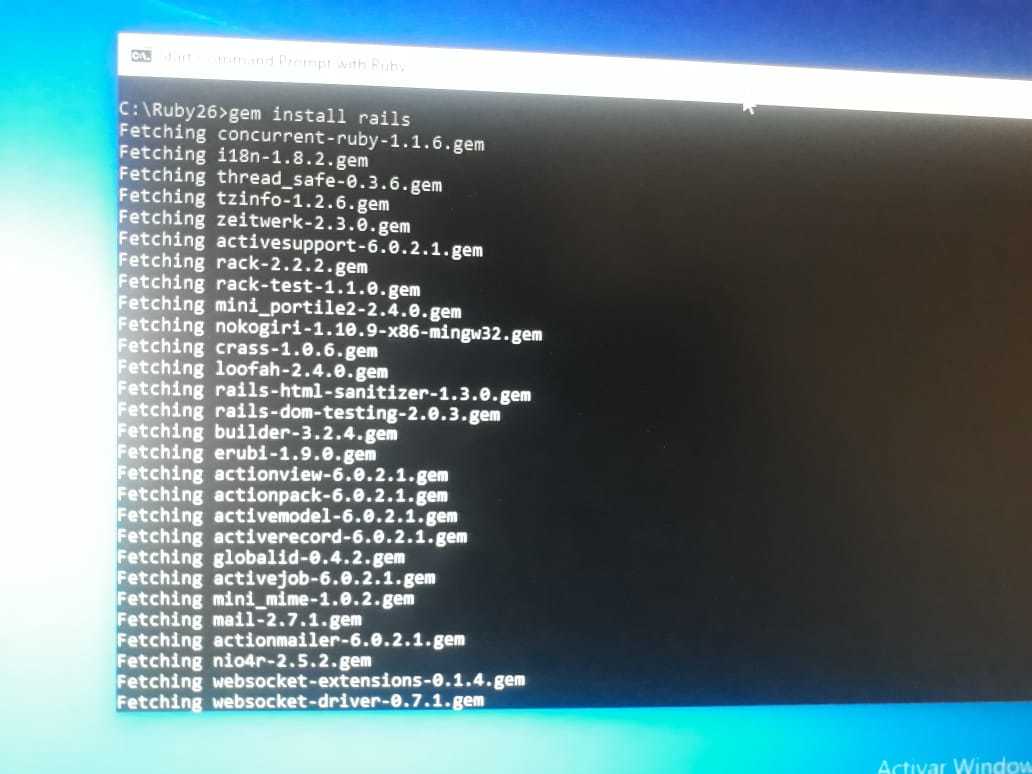 Start Command Prompt with Ruby
C:\Ruby26>gem install rails
Fetching concurrent-ruby-1.1.6.gem
Fetching i18n-1.8.2.gem
Fetching thread_safe-0.3.6.gem
Fetching tzinfo-1.2.6.gem
Fetching zeitwerk-2.3.0.gem
Fetching activesupport-6.0.2.1.gem
Fetching rack-2.2.2.gem
Fetching rack-test-1.1.0.gem
Fetching mini_portile2-2.4.0.gem
Fetching nokogiri-1.10.9-x86-mingw32.gem
Fetching crass-1.0.6.gem
Fetching loofah-2.4.0.gem
Fetching rails-html-sanitizer-1.3.0.gem
Fetching rails-dom-testing-2.0.3.gem
Fetching builder-3.2.4.gem
Fetching erubi-1.9.0.gem
Fetching actionview-6.0.2.1.gem
Fetching actionpack-6.0.2.1.gem
Fetching activemodel-6.0.2.1.gem
Fetching activerecord-6.0.2.1.gem
Fetching globalid-0.4.2.gem
Fetching activejob-6.0.2.1.gem
Fetching mini_mime-1.0.2.gem
Fetching mail-2.7.1.gem
Fetching actionmailer-6.0.2.1.gem
Fetching nio4r-2.5.2.gem
Fetching websocket-extensions-0.1.4.gem
Fetching websocket-driver-0.7.1.gem
Activar Window